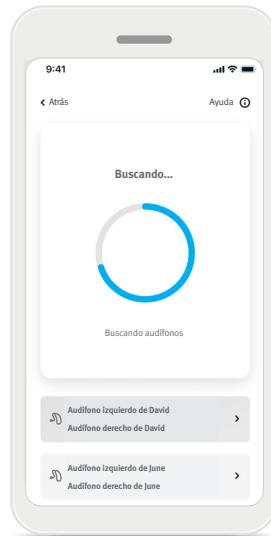 9:41
Atrás
Ayuda
Buscando...
Buscando audífonos
Audífono izquierdo de David
Audífono derecho de David
Audífono izquierdo de June
Audífono derecho de June